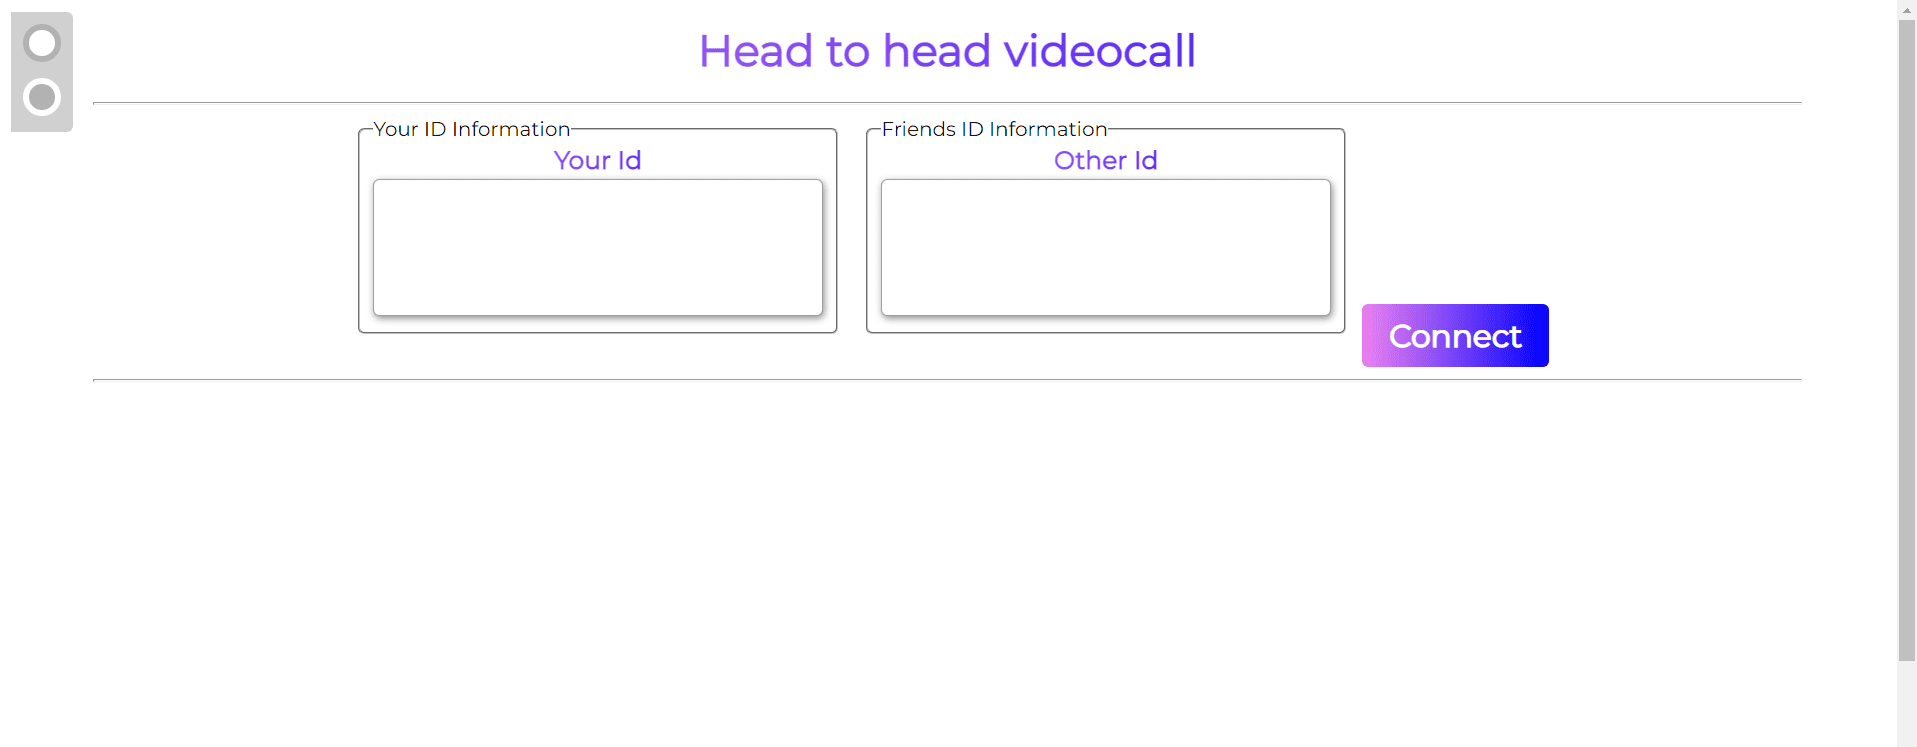 Head to head videocall
Your ID Information
Your Id
Friends ID Information
Other Id
Connect